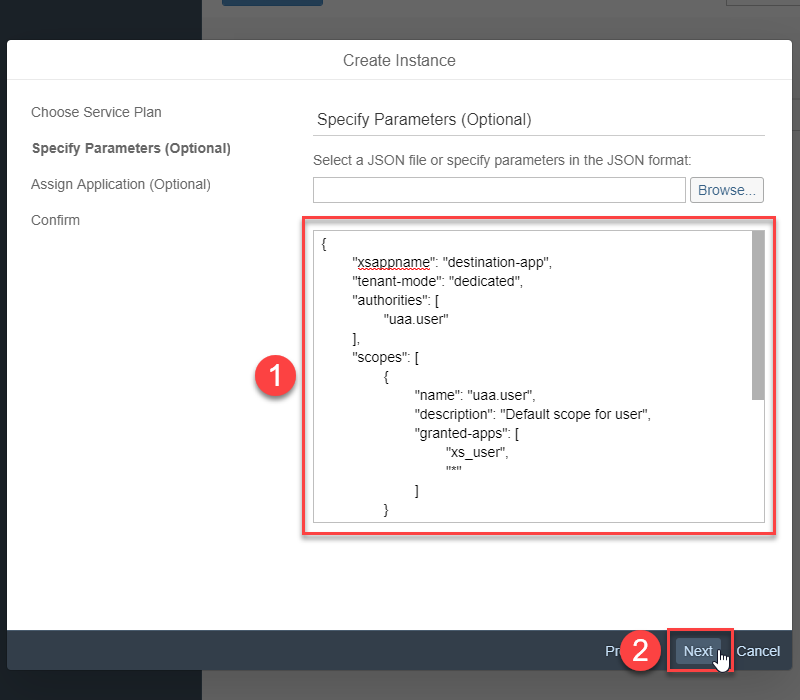 Create Instance
Choose Service Plan
Specify Parameters (Optional)
Assign Application (Optional)
Confirm
Specify Parameters (Optional)
Select a JSON file or specify parameters in the JSON format:
Browse...
{
"xsappname": "destination-app",
"tenant-mode": "dedicated",
"authorities": [
"uaa.user"
],
"scopes": [
{
"name": "uaa.user",
"description": "Default scope for user",
"granted-apps": [
"xs_user",
"*"
]
}
1
2
Next
Cancel